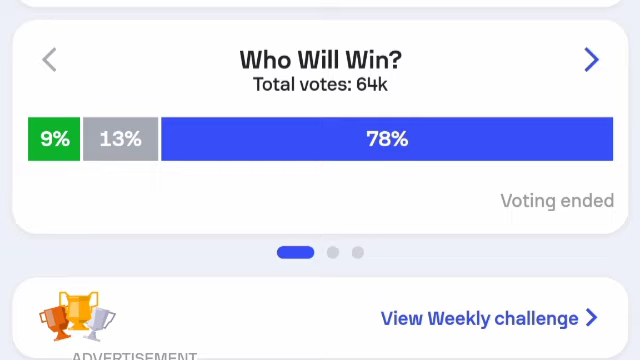 Who Will Win?
Total votes: 64k
9% 13% 78%
Voting ended
View Weekly challenge
ADVERTISEMENT